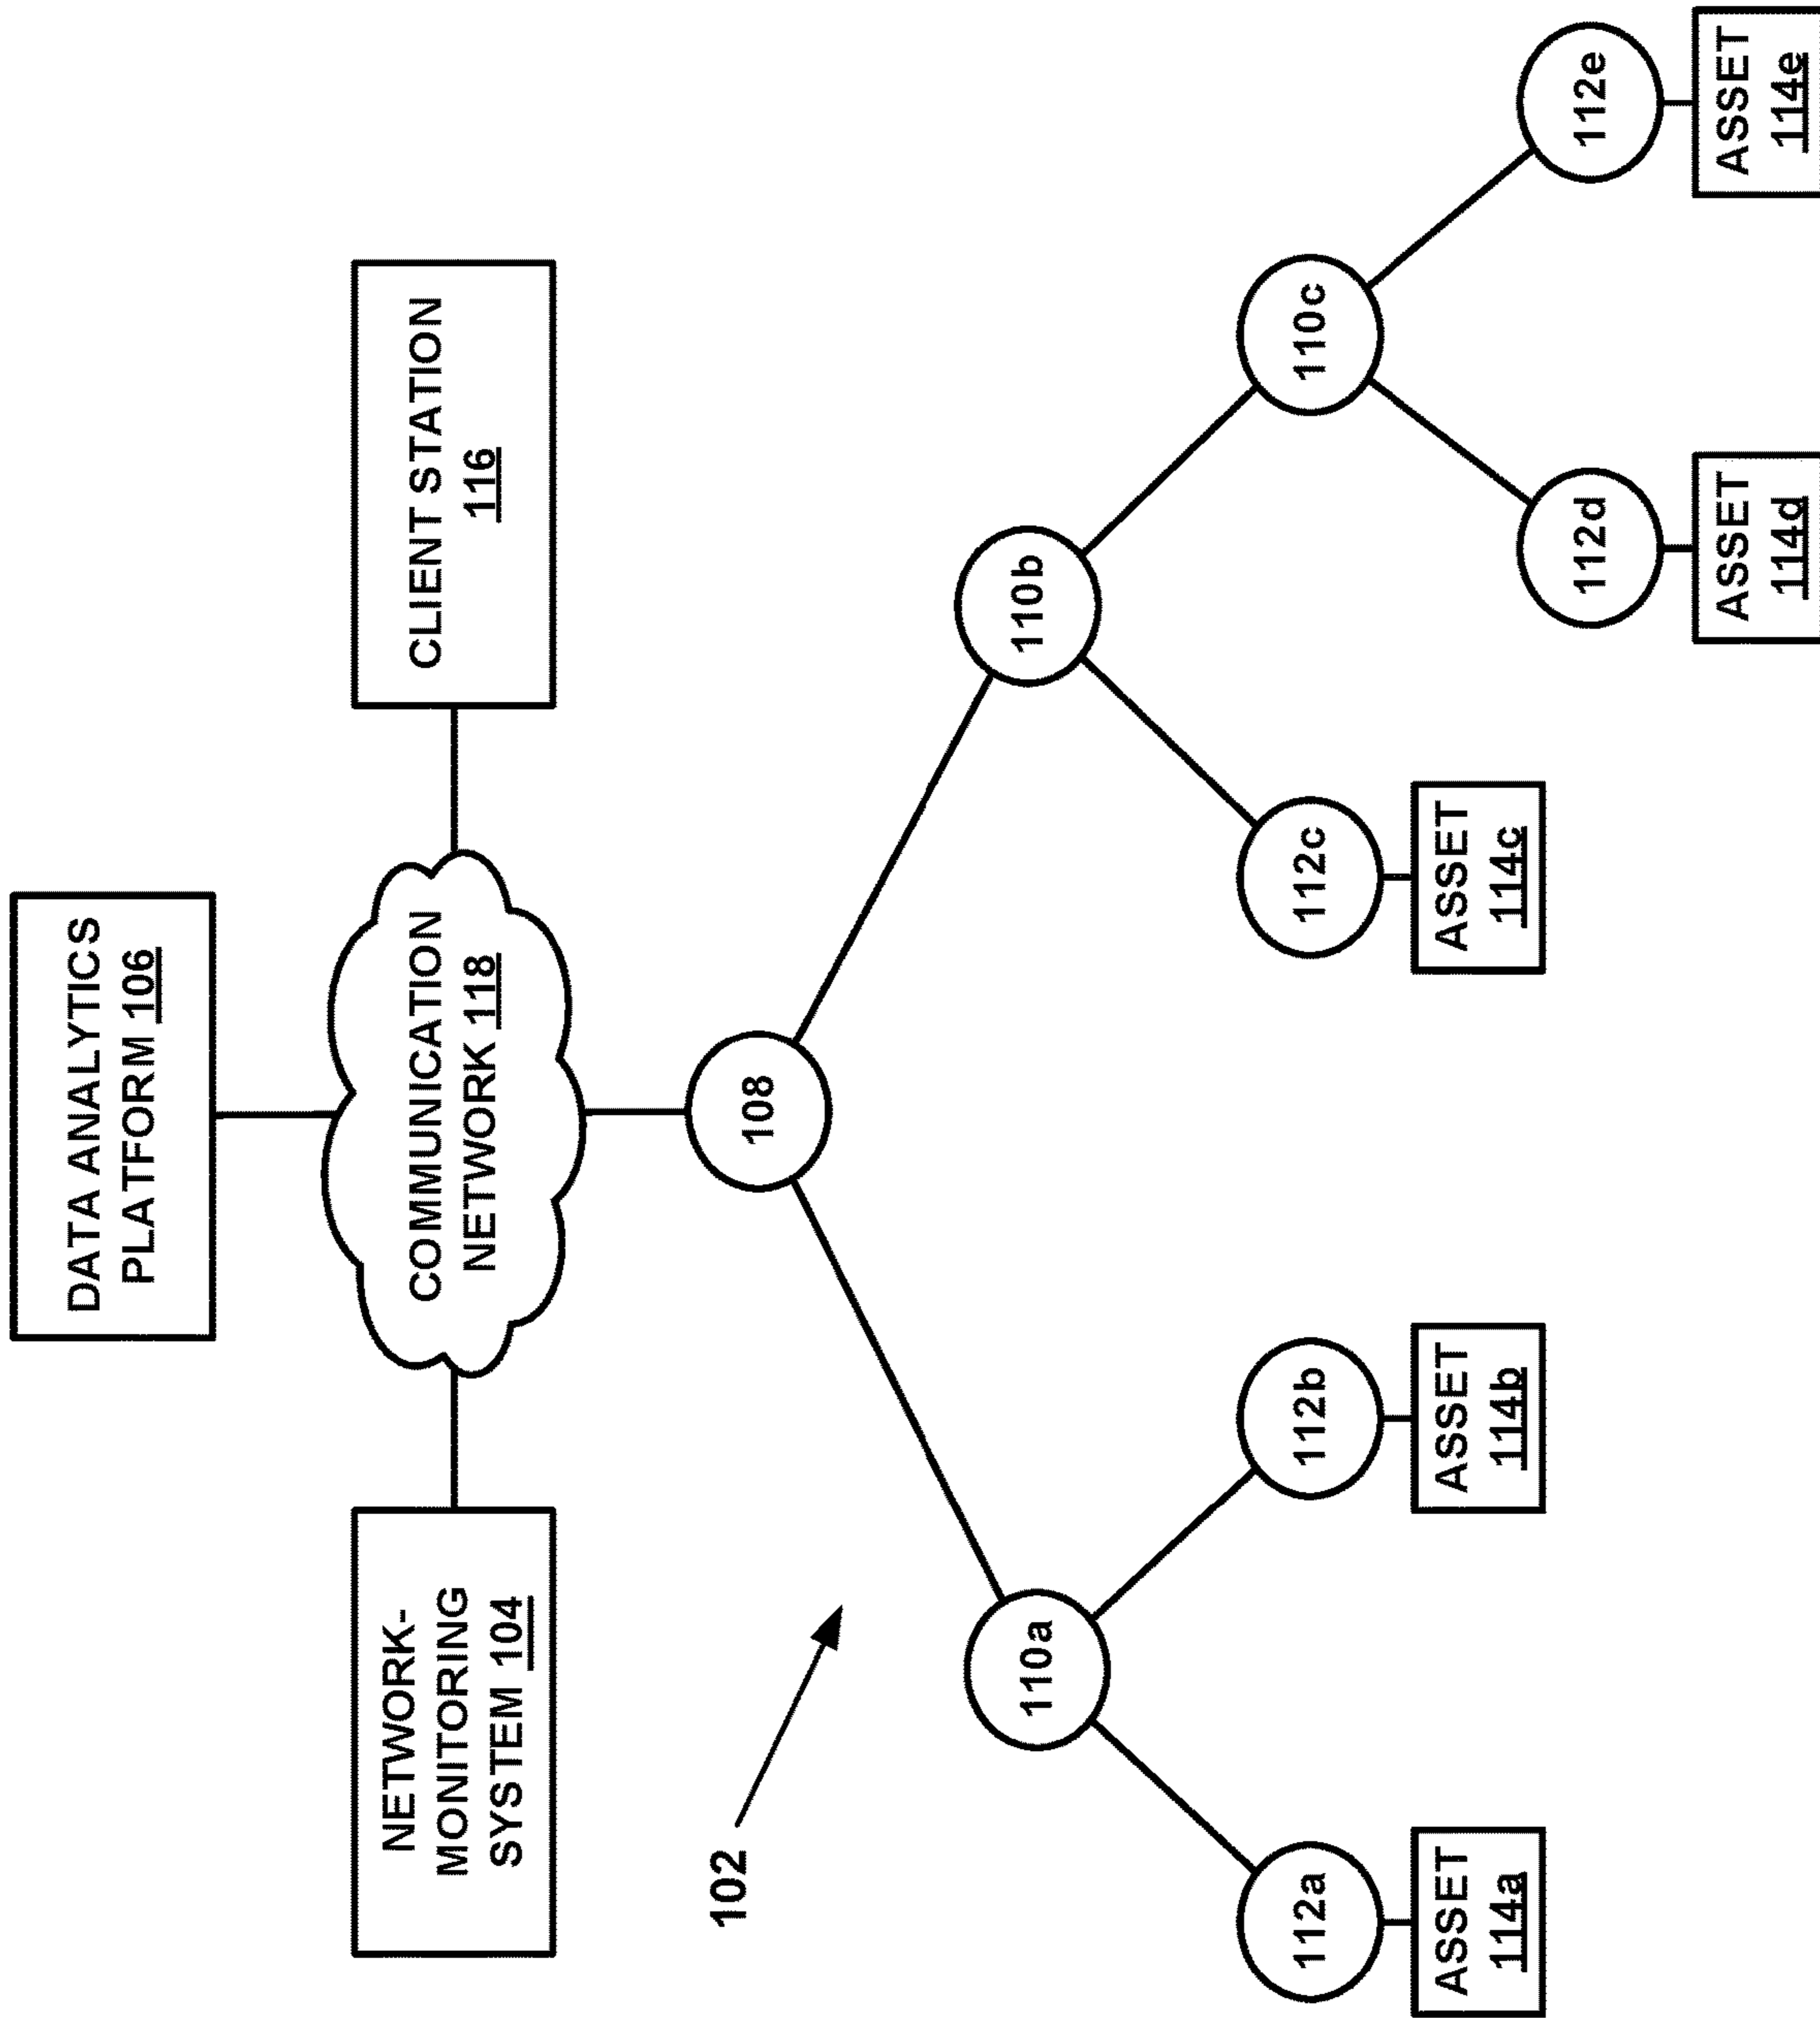 DATA ANALYTICS
PLATFORM 106
NETWORK-
MONITORING
SYSTEM 104
COMMUNICATION
NETWORK 118
CLIENT STATION
116
102
108
110a
110b
112a
112b
112c
110c
ASSET
114a
ASSET
114b
ASSET
114c
112d
112e
ASSET
114d
ASSET
114e